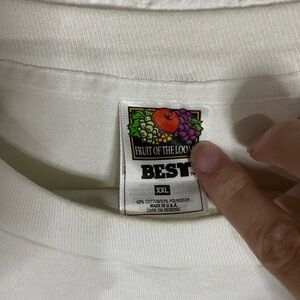 FRUIT OF THE LOOM
BEST
XXL
50% COTTON/50% POLYESTER
MADE IN U.S.A.
CARE ON REVERSE